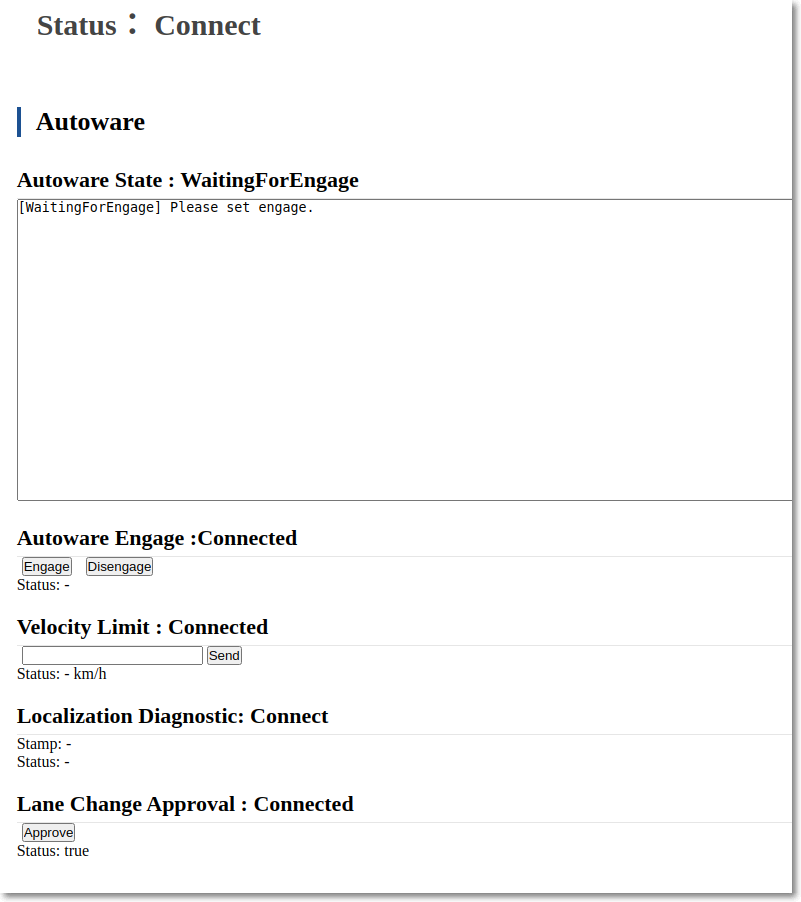 Status： Connect
Autoware
Autoware State : WaitingForEngage
[WaitingForEngage] Please set engage.
Autoware Engage :Connected
Engage Disengage
Status: -
Velocity Limit : Connected
Send
Status: - km/h
Localization Diagnostic: Connect
Stamp: -
Status: -
Lane Change Approval : Connected
Approve
Status: true